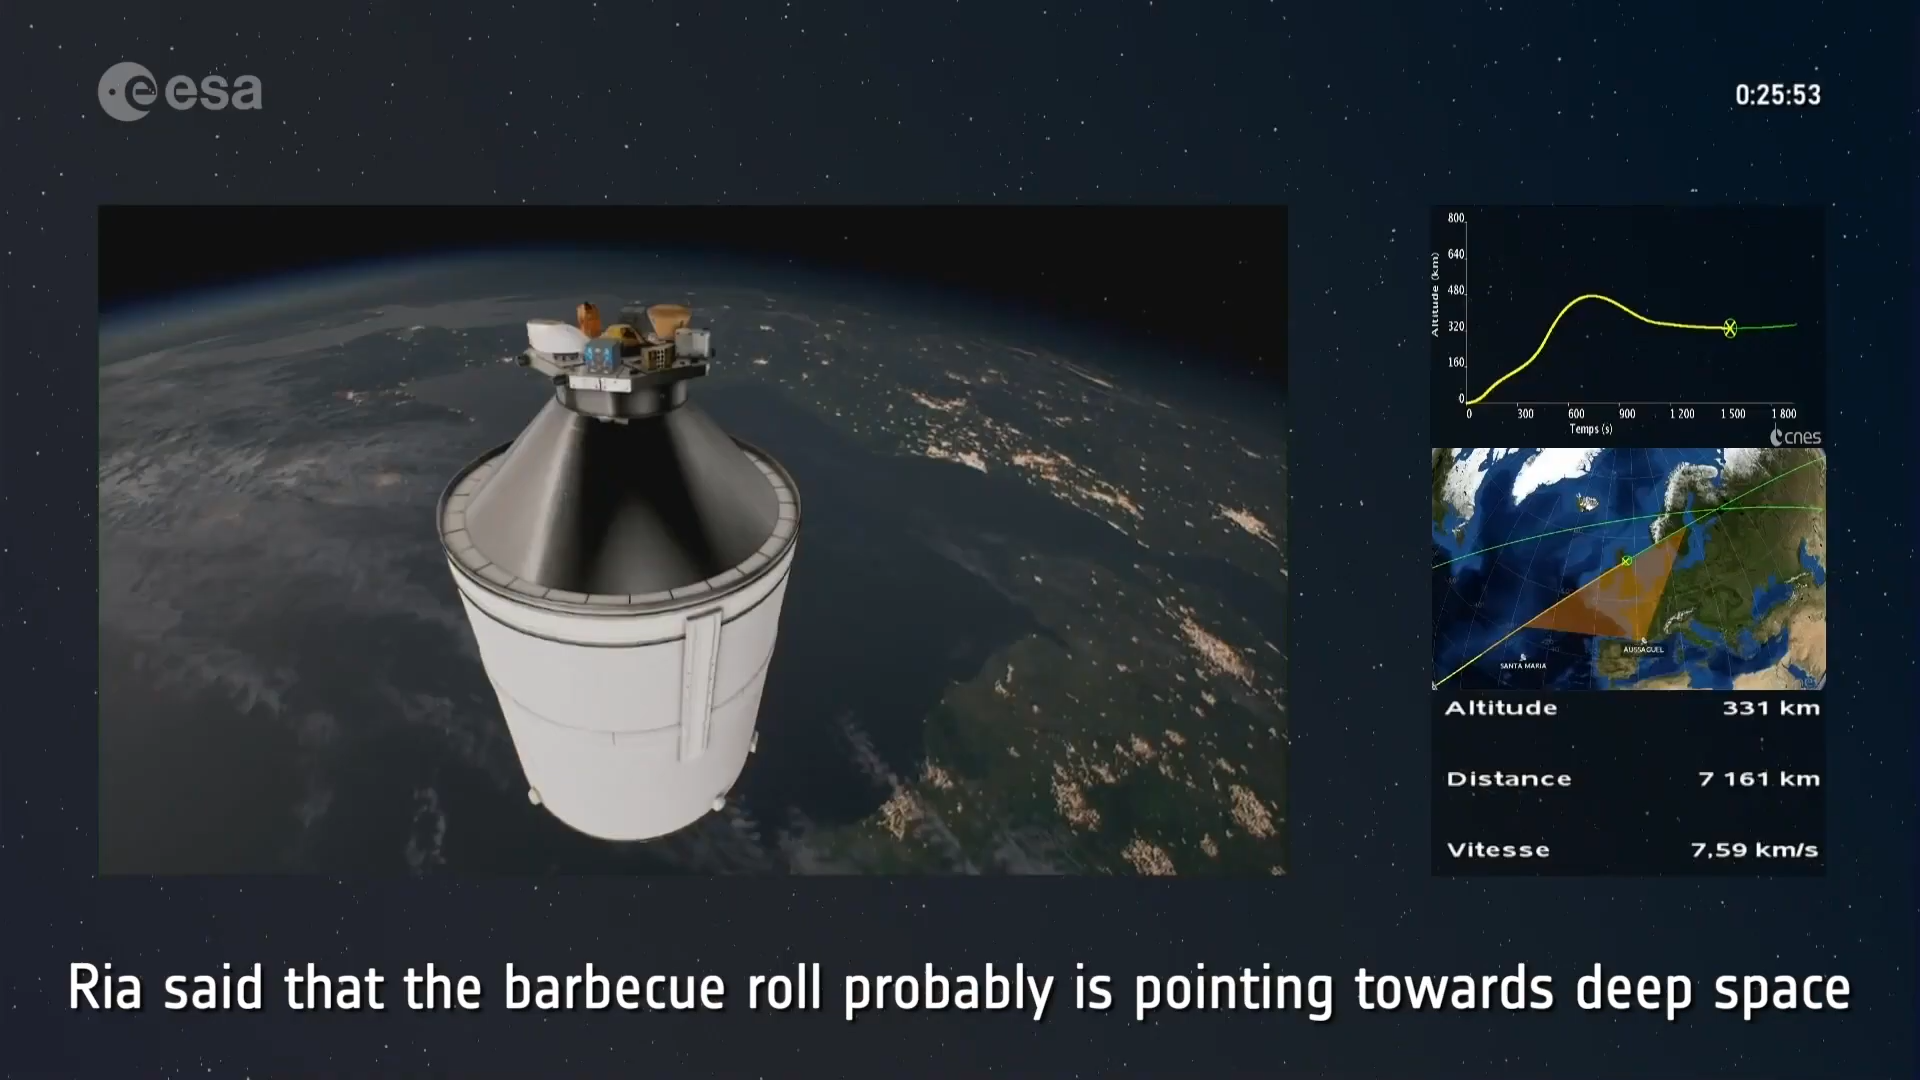 esa
0:25:53
800
640
480
320
160
0
Altitude (km)
0 300 600 900 1 200 1 500 1 800
Temps (s)
cnes
AUSSAGUEL
SANTA MARIA
Altitude 331 km
Distance 7 161 km
Vitesse 7,59 km/s
Ria said that the barbecue roll probably is pointing towards deep space